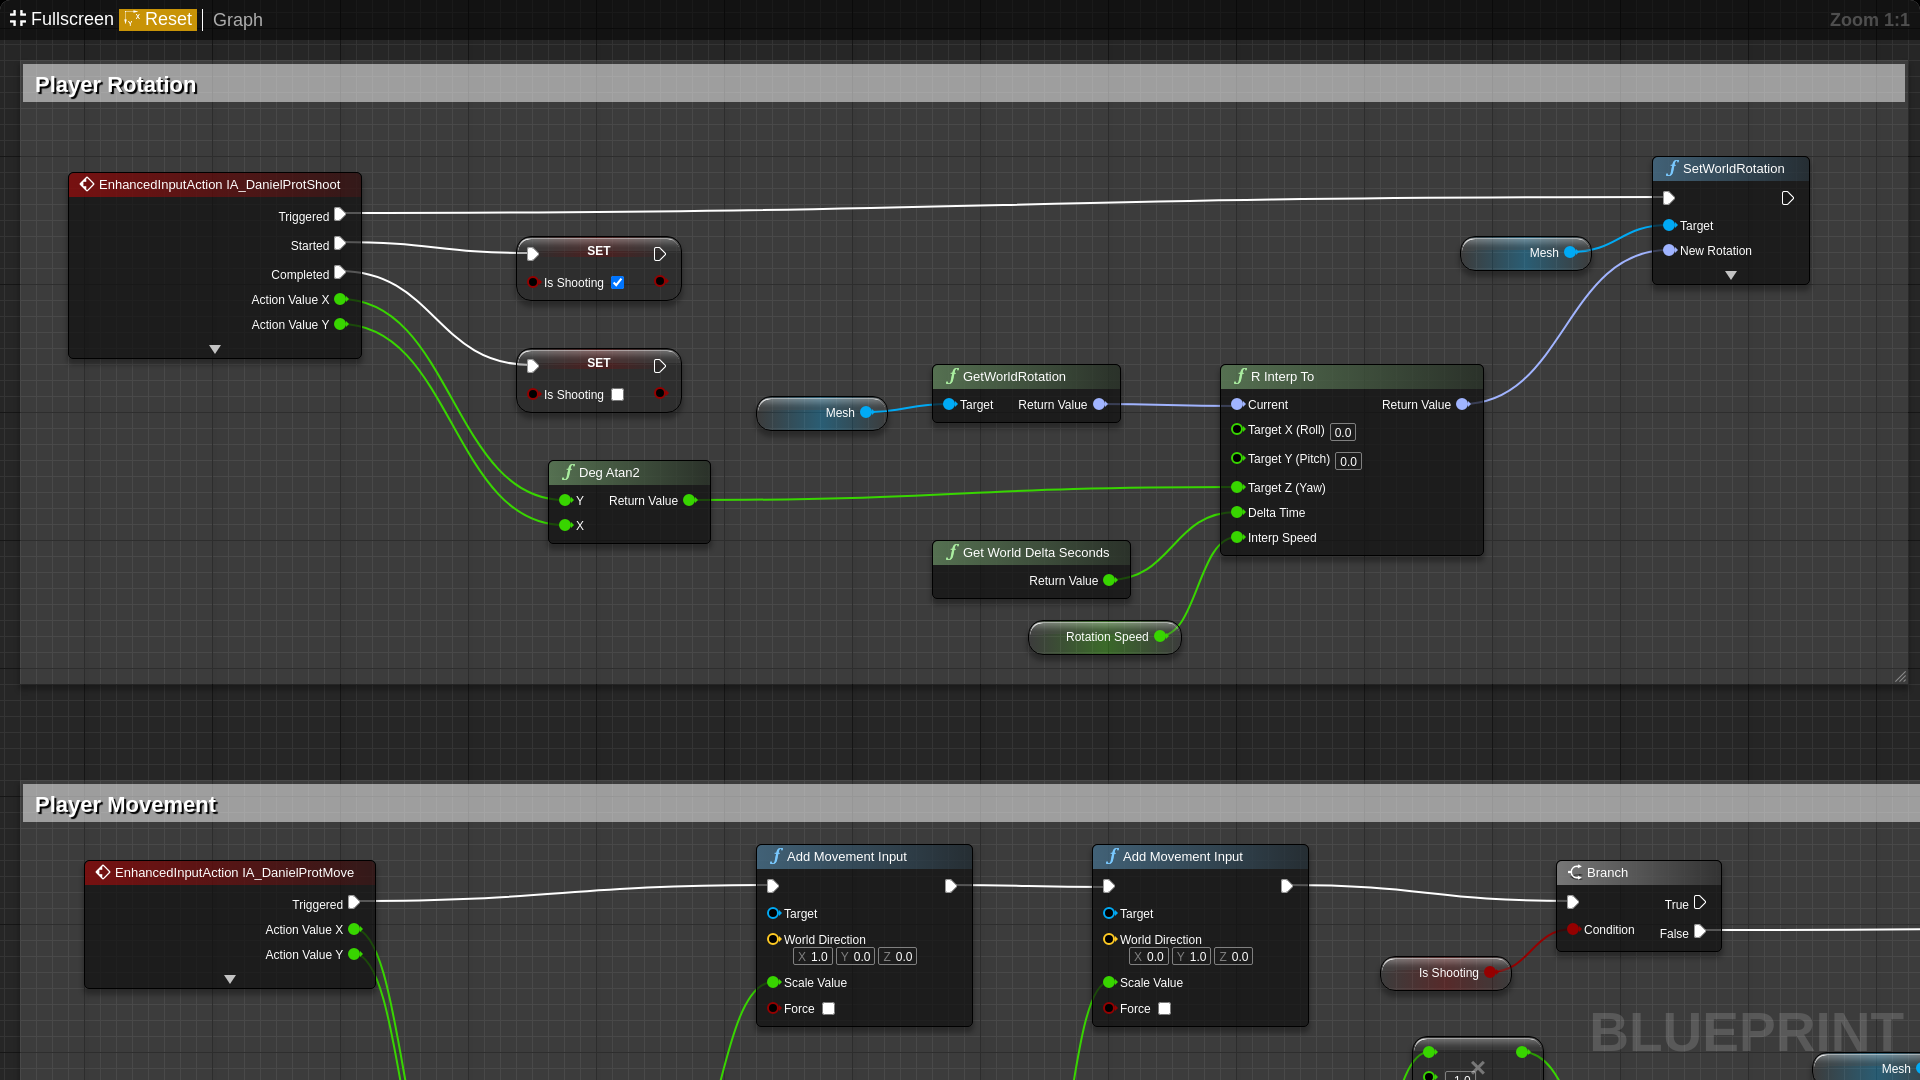 Fullscreen Reset Graph Zoom 1:1
Player Rotation
EnhancedInputAction IA_DanielProtShoot
Triggered
Started
Completed
Action Value X
Action Value Y
SET
Is Shooting
SET
Is Shooting
Deg Atan2
Y Return Value
X
Mesh
GetWorldRotation
Target Return Value
Get World Delta Seconds
Return Value
Rotation Speed
R Interp To
Current Return Value
Target X (Roll) 0.0
Target Y (Pitch) 0.0
Target Z (Yaw)
Delta Time
Interp Speed
Mesh
SetWorldRotation
Target
New Rotation
Player Movement
EnhancedInputAction IA_DanielProtMove
Triggered
Action Value X
Action Value Y
Add Movement Input
Target
World Direction
X 1.0 Y 0.0 Z 0.0
Scale Value
Force
Add Movement Input
Target
World Direction
X 0.0 Y 1.0 Z 0.0
Scale Value
Force
Branch
True
Condition False
Is Shooting
Mesh
BLUEPRINT